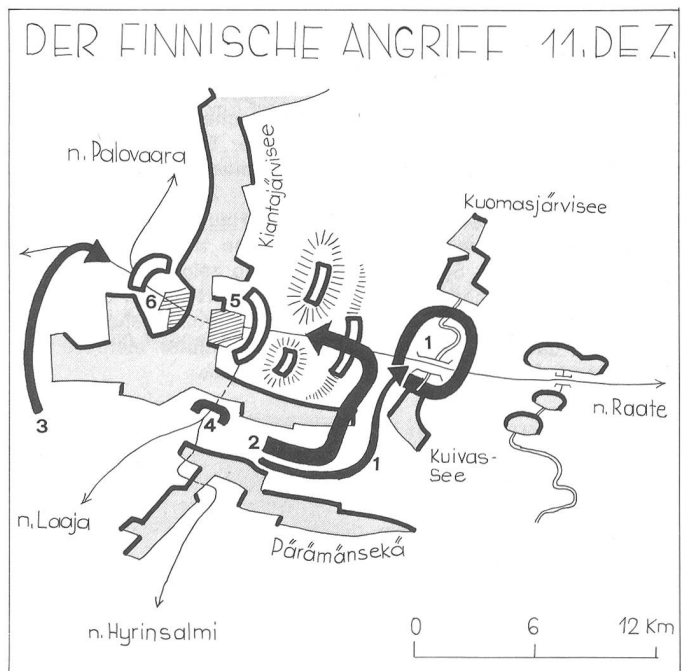 DER FINNISCHE ANGRIFF 11. DEZ.
n. Palovaara
Kiantajärvisee
Kuomasjärvisee
6
5
1
3
4
2
1
n. Raate
Kuivas-
see
n. Laaja
Pärämänsekä
n. Hyrinsalmi
0 6 12 Km